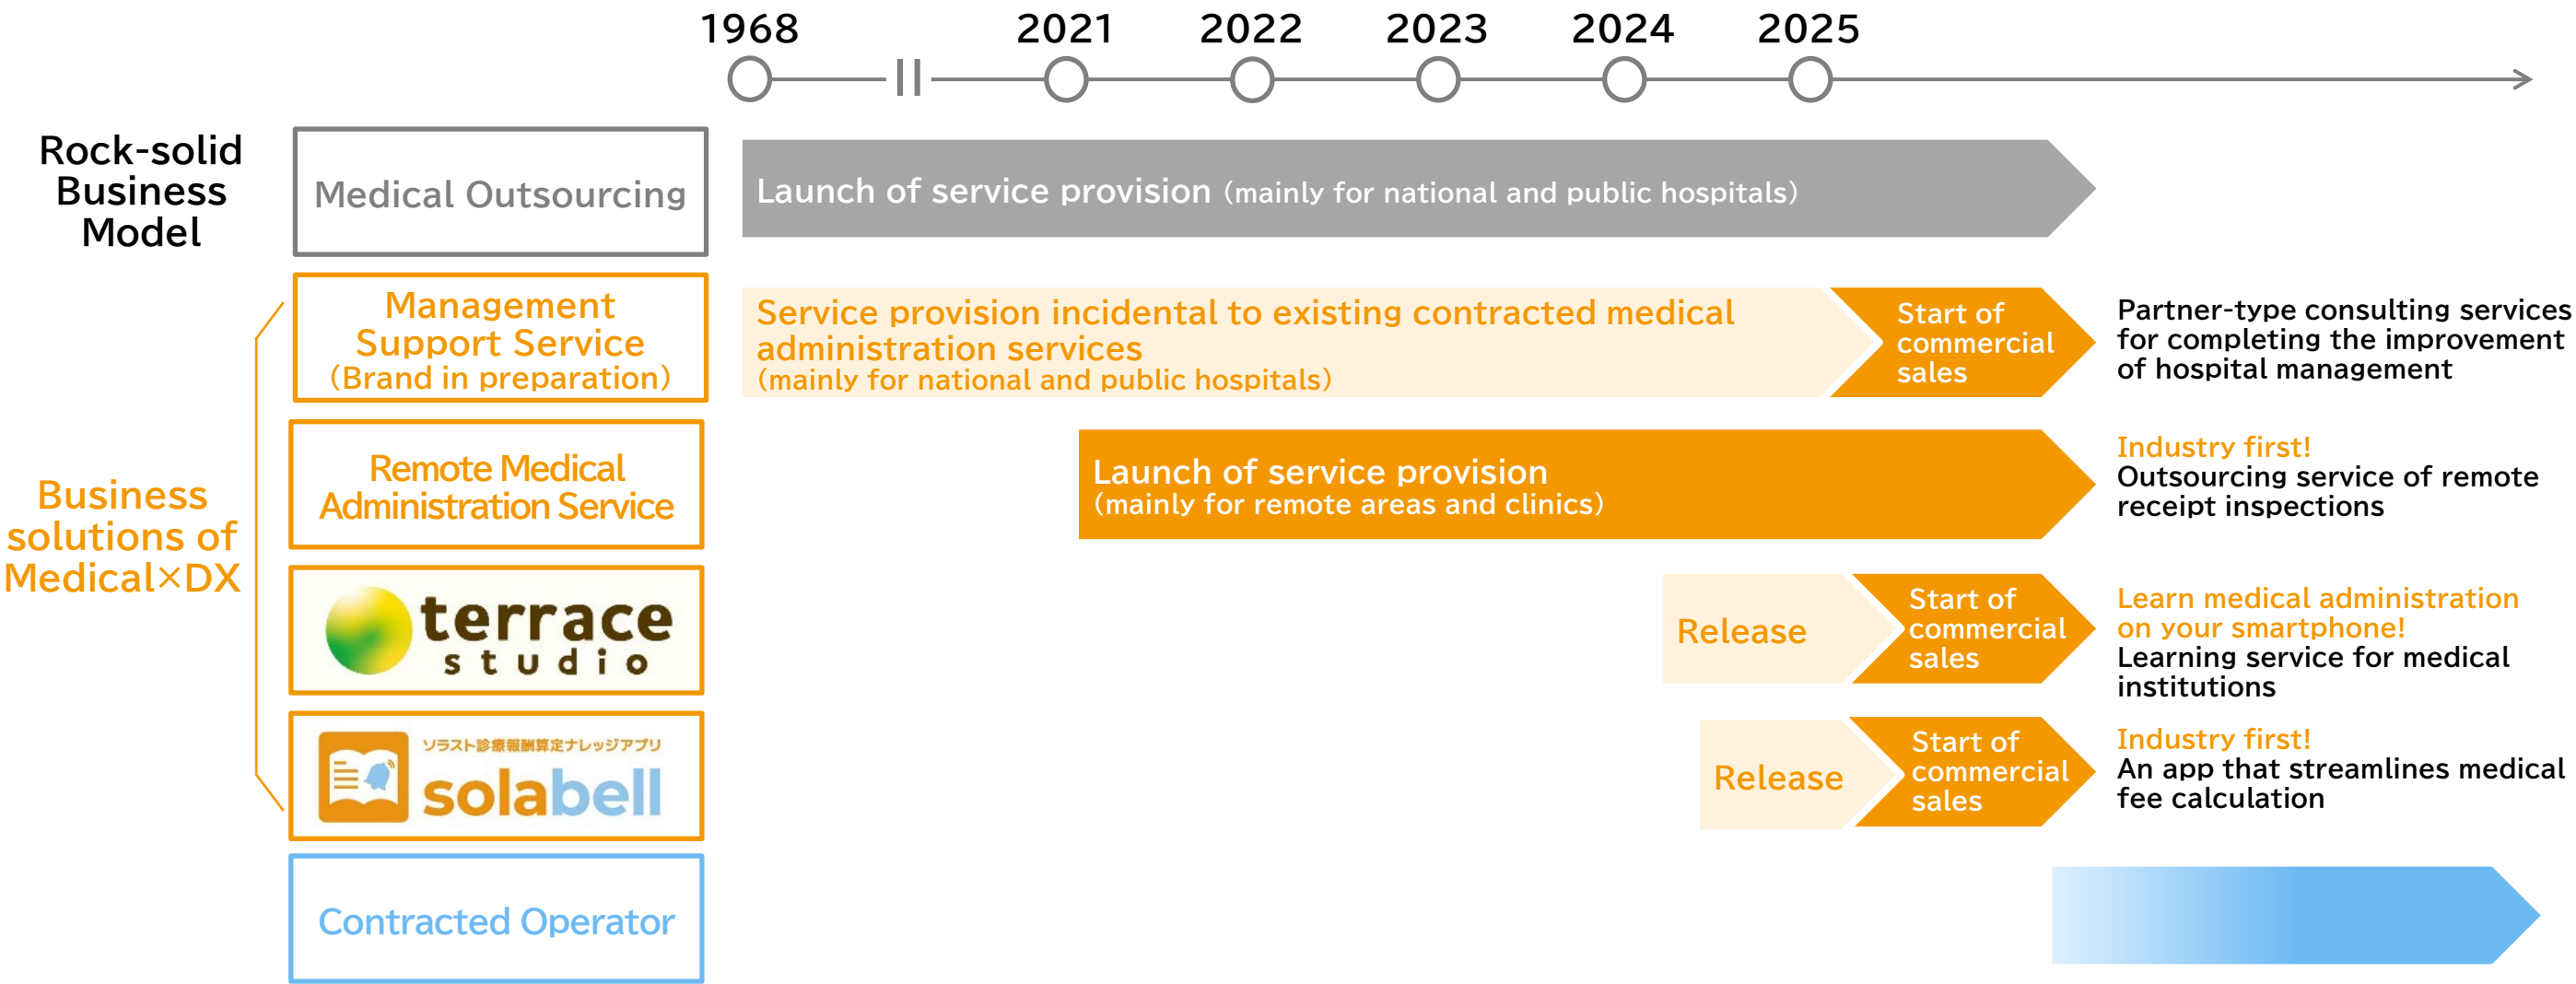 1968
2021
2022
2023
2024
2025
Rock-solid
Business
Model
Medical Outsourcing
Launch of service provision (mainly for national and public hospitals)
Business
solutions of
Medical×DX
Management
Support Service
(Brand in preparation)
Service provision incidental to existing contracted medical
administration services
(mainly for national and public hospitals)
Start of
commercial
sales
Partner-type consulting services
for completing the improvement
of hospital management
Remote Medical
Administration Service
Launch of service provision
(mainly for remote areas and clinics)
Industry first!
Outsourcing service of remote
receipt inspections
terrace
studio
Release
Start of
commercial
sales
Learn medical administration
on your smartphone!
Learning service for medical
institutions
ソラスト診療報酬算定ナレッジアプリ
solabell
Release
Start of
commercial
sales
Industry first!
An app that streamlines medical
fee calculation
Contracted Operator